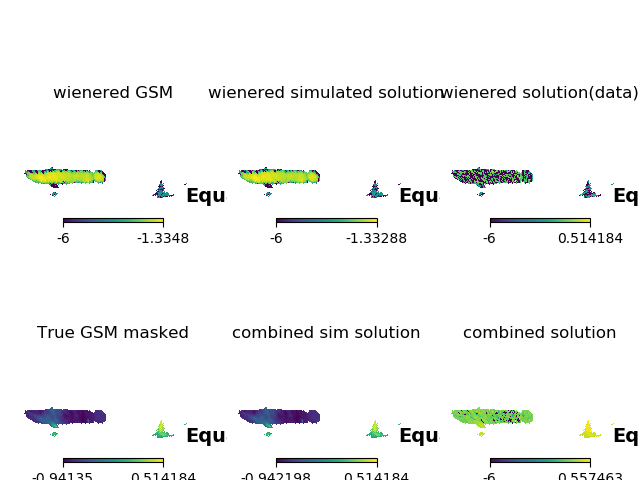 wienered GSM
wienered simulated solution
wienered solution(data)
Equ
Equ
Eq
-6
-1.3348
-6
-1.33288
-6
0.514184
True GSM masked
combined sim solution
combined solution
Equ
Equ
Eq
-0.94135
0.514184
-0.942198
0.514184
-6
0.557463